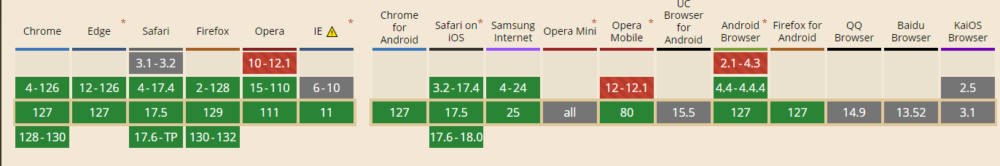 Chrome
Edge *
Safari
Firefox
Opera
IE ⚠ *
Chrome
for
Android
Safari on *
iOS
Samsung
Internet
Opera Mini *
Opera *
Mobile
UC
Browser
for
Android
Android *
Browser
Firefox for
Android
QQ
Browser
Baidu
Browser
KaiOS
Browser
3.1-3.2 10-12.1 2.1-4.3
4-126 12-126 4-17.4 2-128 15-110 6-10 3.2-17.4 4-24 12-12.1 4.4-4.4.4 2.5
127 127 17.5 129 111 11 127 17.5 25 all 80 15.5 127 127 14.9 13.52 3.1
128-130 17.6-TP 130-132 17.6-18.0